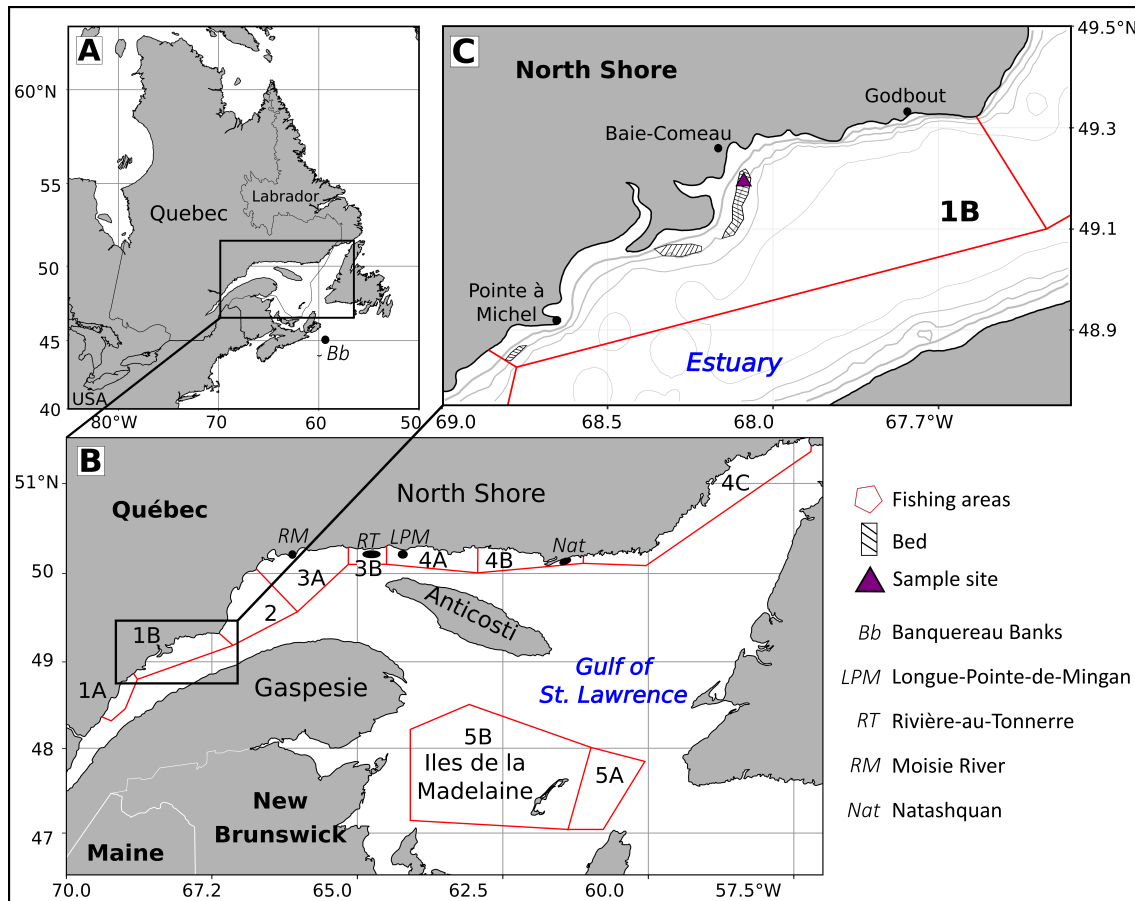 A
60°N
55
50
45
40
80°W
70
60
50
Quebec
Labrador
USA
Bb
C
North Shore
Godbout
Baie-Comeau
Pointe à
Michel
1B
Estuary
49.5°N
49.3
49.1
48.9
69.0
68.5
68.0
67.7°W
B
Québec
North Shore
51°N
50
49
48
47
70.0
67.2
65.0
62.5
60.0
57.5°W
RM
RT
LPM
Nat
4C
3A
3B
4A
4B
2
1B
1A
Anticosti
Gaspesie
Gulf of
St. Lawrence
5B
Iles de la
Madelaine
5A
New
Brunswick
Maine
Fishing areas
Bed
Sample site
Bb Banquereau Banks
LPM Longue-Pointe-de-Mingan
RT Rivière-au-Tonnerre
RM Moisie River
Nat Natashquan